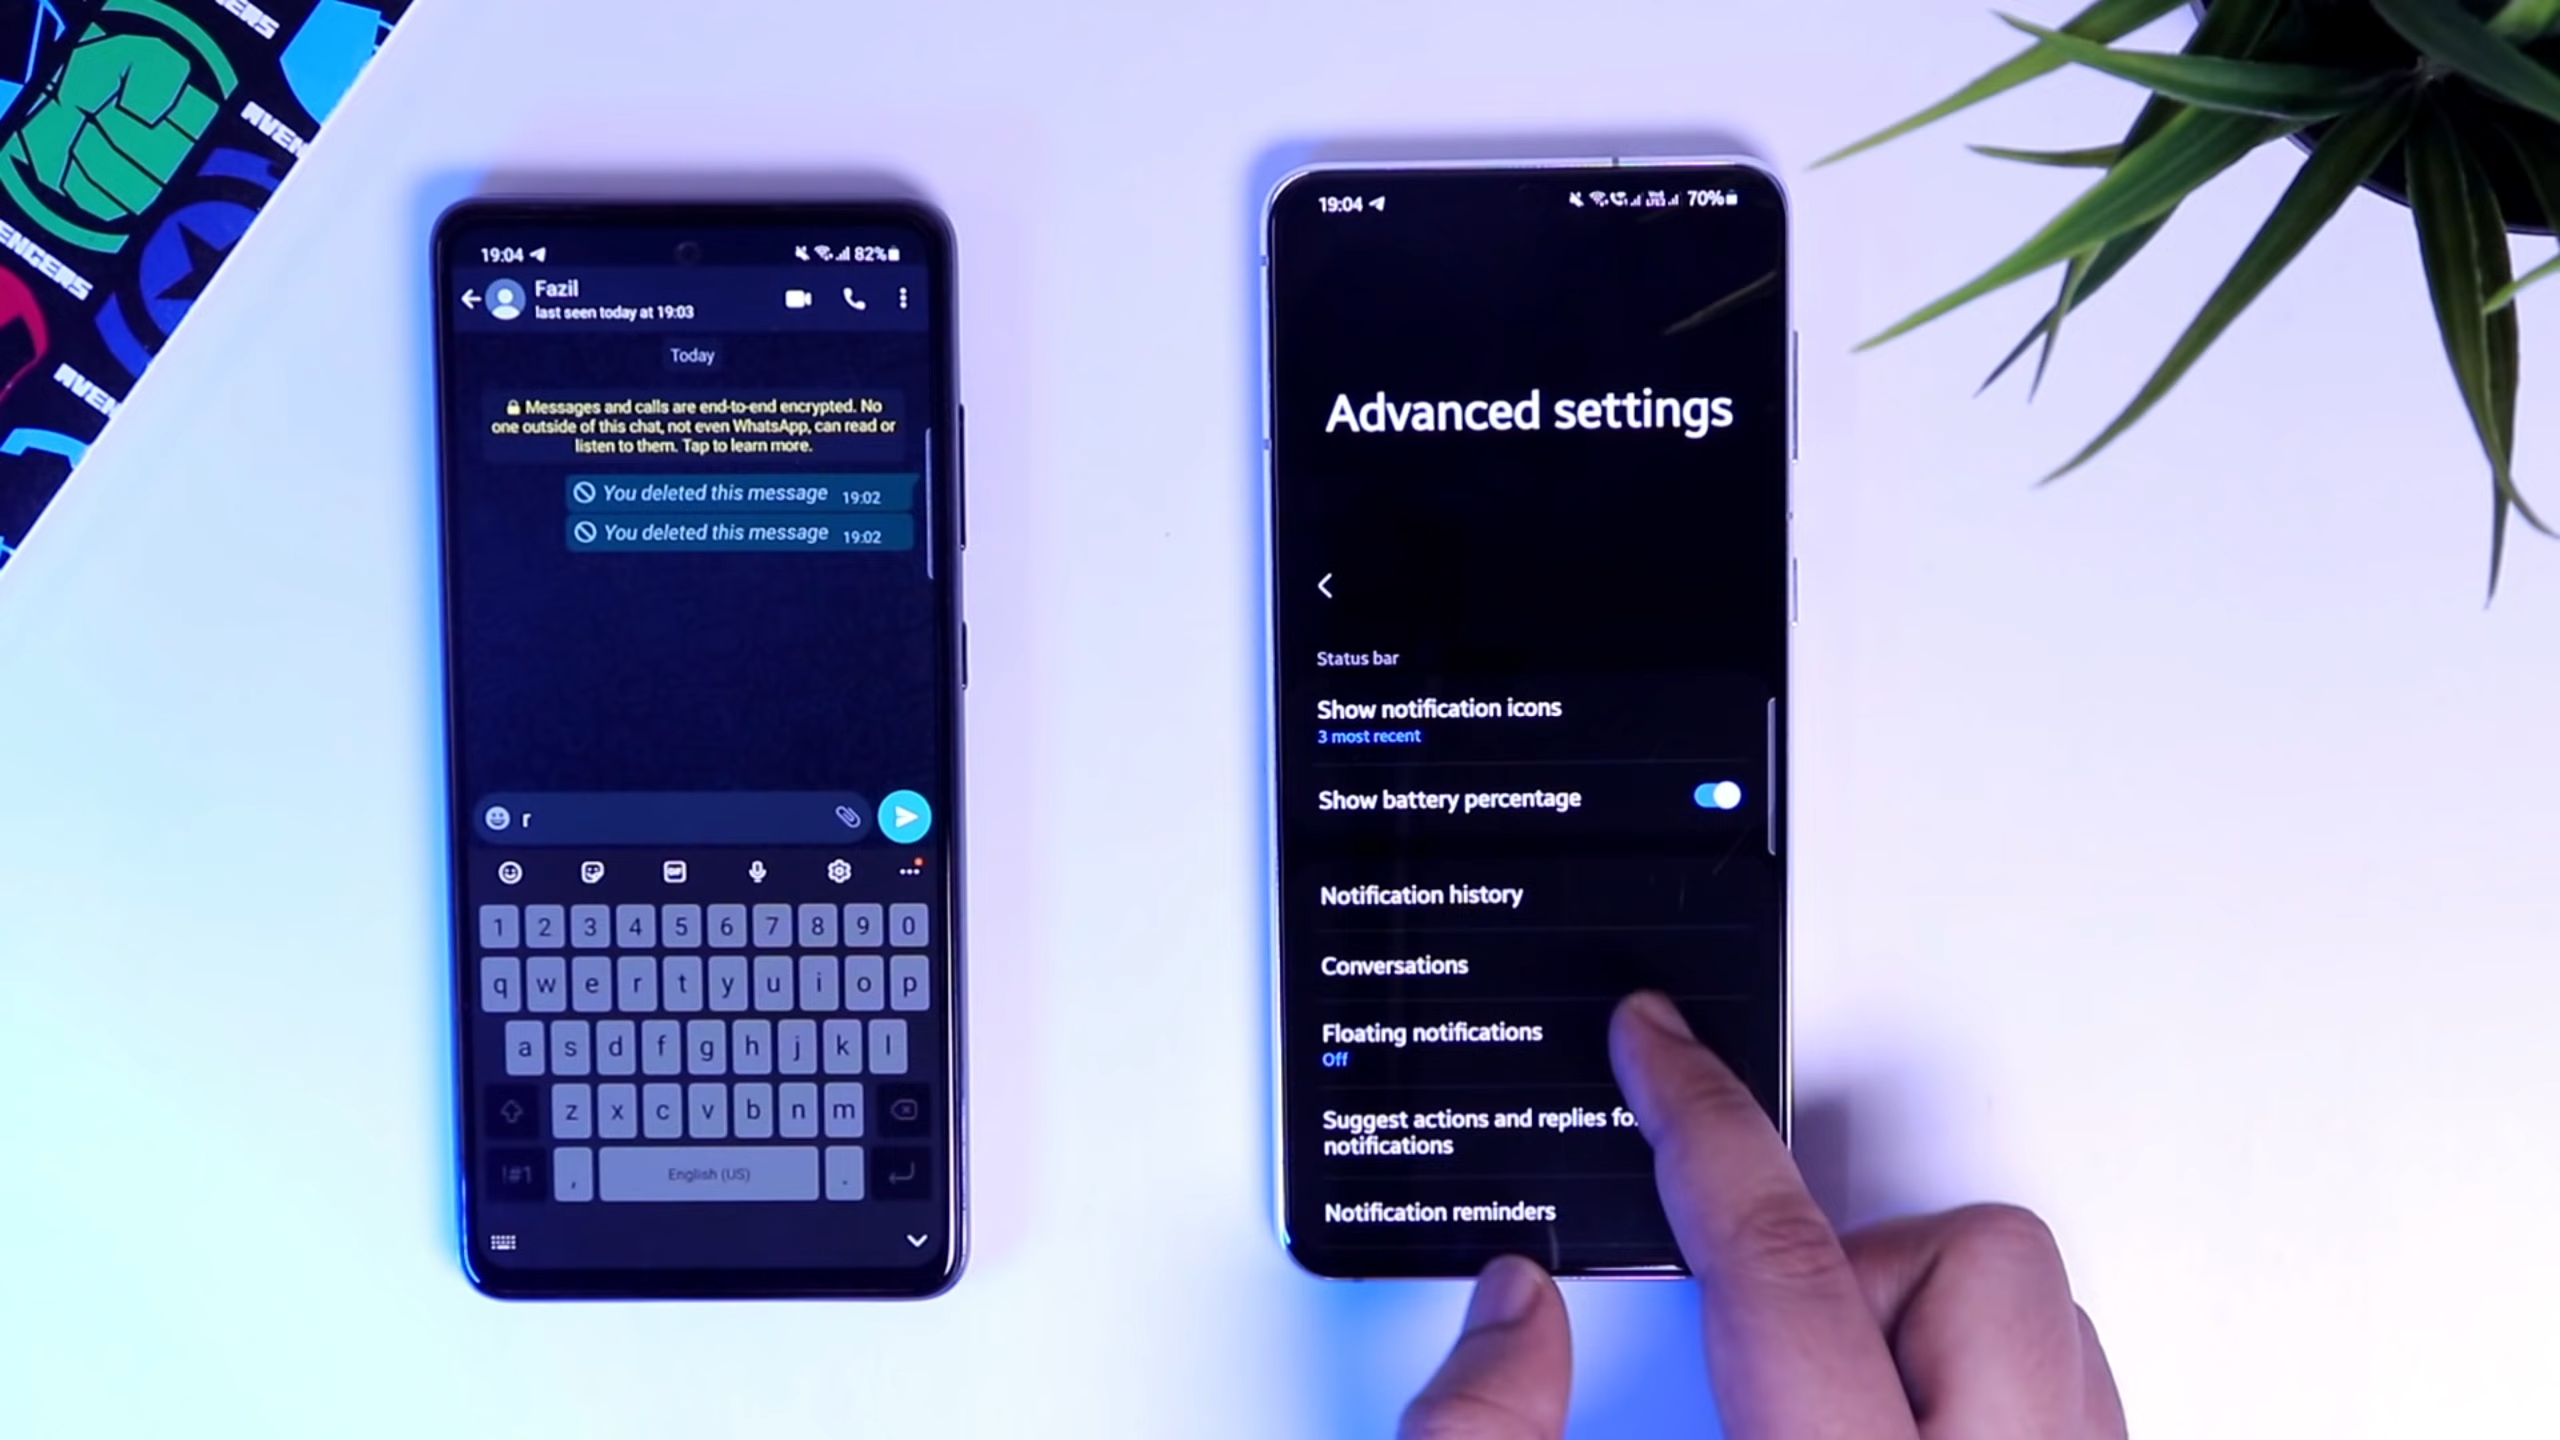 AVENGERS
19:04
82%
Fazil
last seen today at 19:03
Today
Messages and calls are end-to-end encrypted. No
one outside of this chat, not even WhatsApp, can read or
listen to them. Tap to learn more.
You deleted this message 19:02
You deleted this message 19:02
r
GIF
1 2 3 4 5 6 7 8 9 0
q w e r t y u i o p
a s d f g h j k l
z x c v b n m
!#1 , English (US) .
19:04
70%
Advanced settings
Status bar
Show notification icons
3 most recent
Show battery percentage
Notification history
Conversations
Floating notifications
Off
Suggest actions and replies fo
notifications
Notification reminders